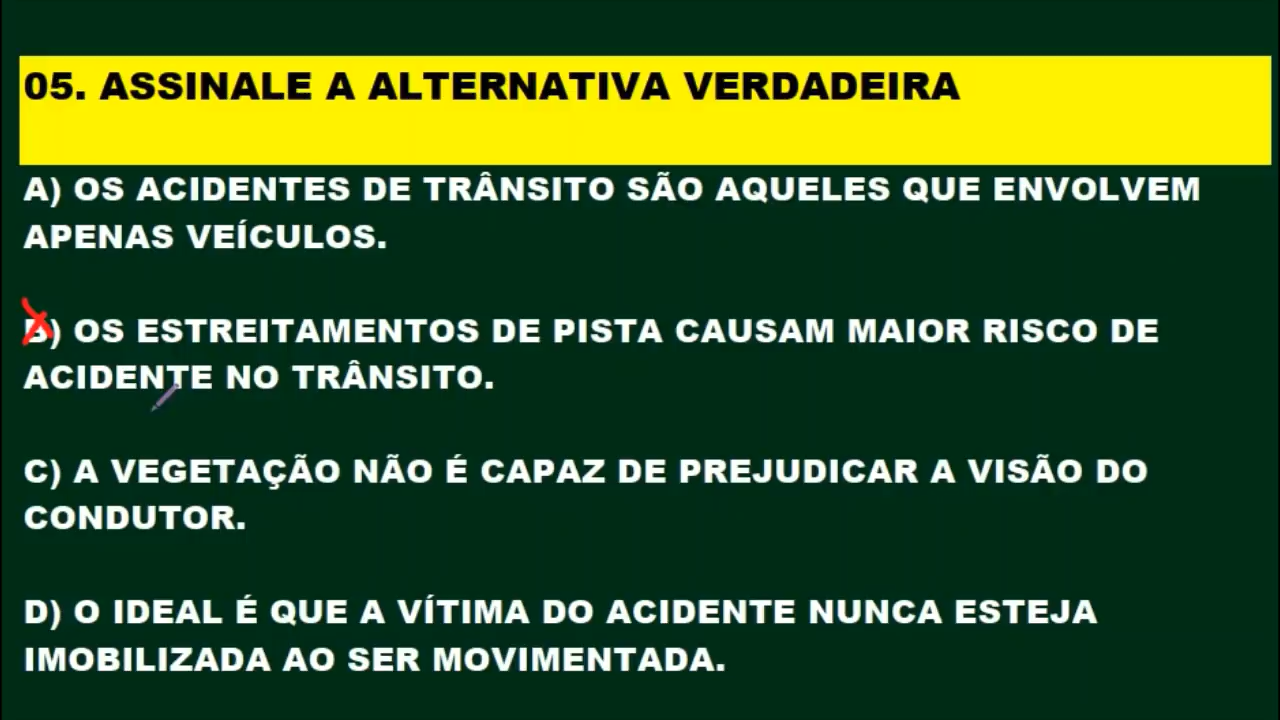 05. ASSINALE A ALTERNATIVA VERDADEIRA
A) OS ACIDENTES DE TRÂNSITO SÃO AQUELES QUE ENVOLVEM
APENAS VEÍCULOS.
B) OS ESTREITAMENTOS DE PISTA CAUSAM MAIOR RISCO DE
ACIDENTE NO TRÂNSITO.
C) A VEGETAÇÃO NÃO É CAPAZ DE PREJUDICAR A VISÃO DO
CONDUTOR.
D) O IDEAL É QUE A VÍTIMA DO ACIDENTE NUNCA ESTEJA
IMOBILIZADA AO SER MOVIMENTADA.